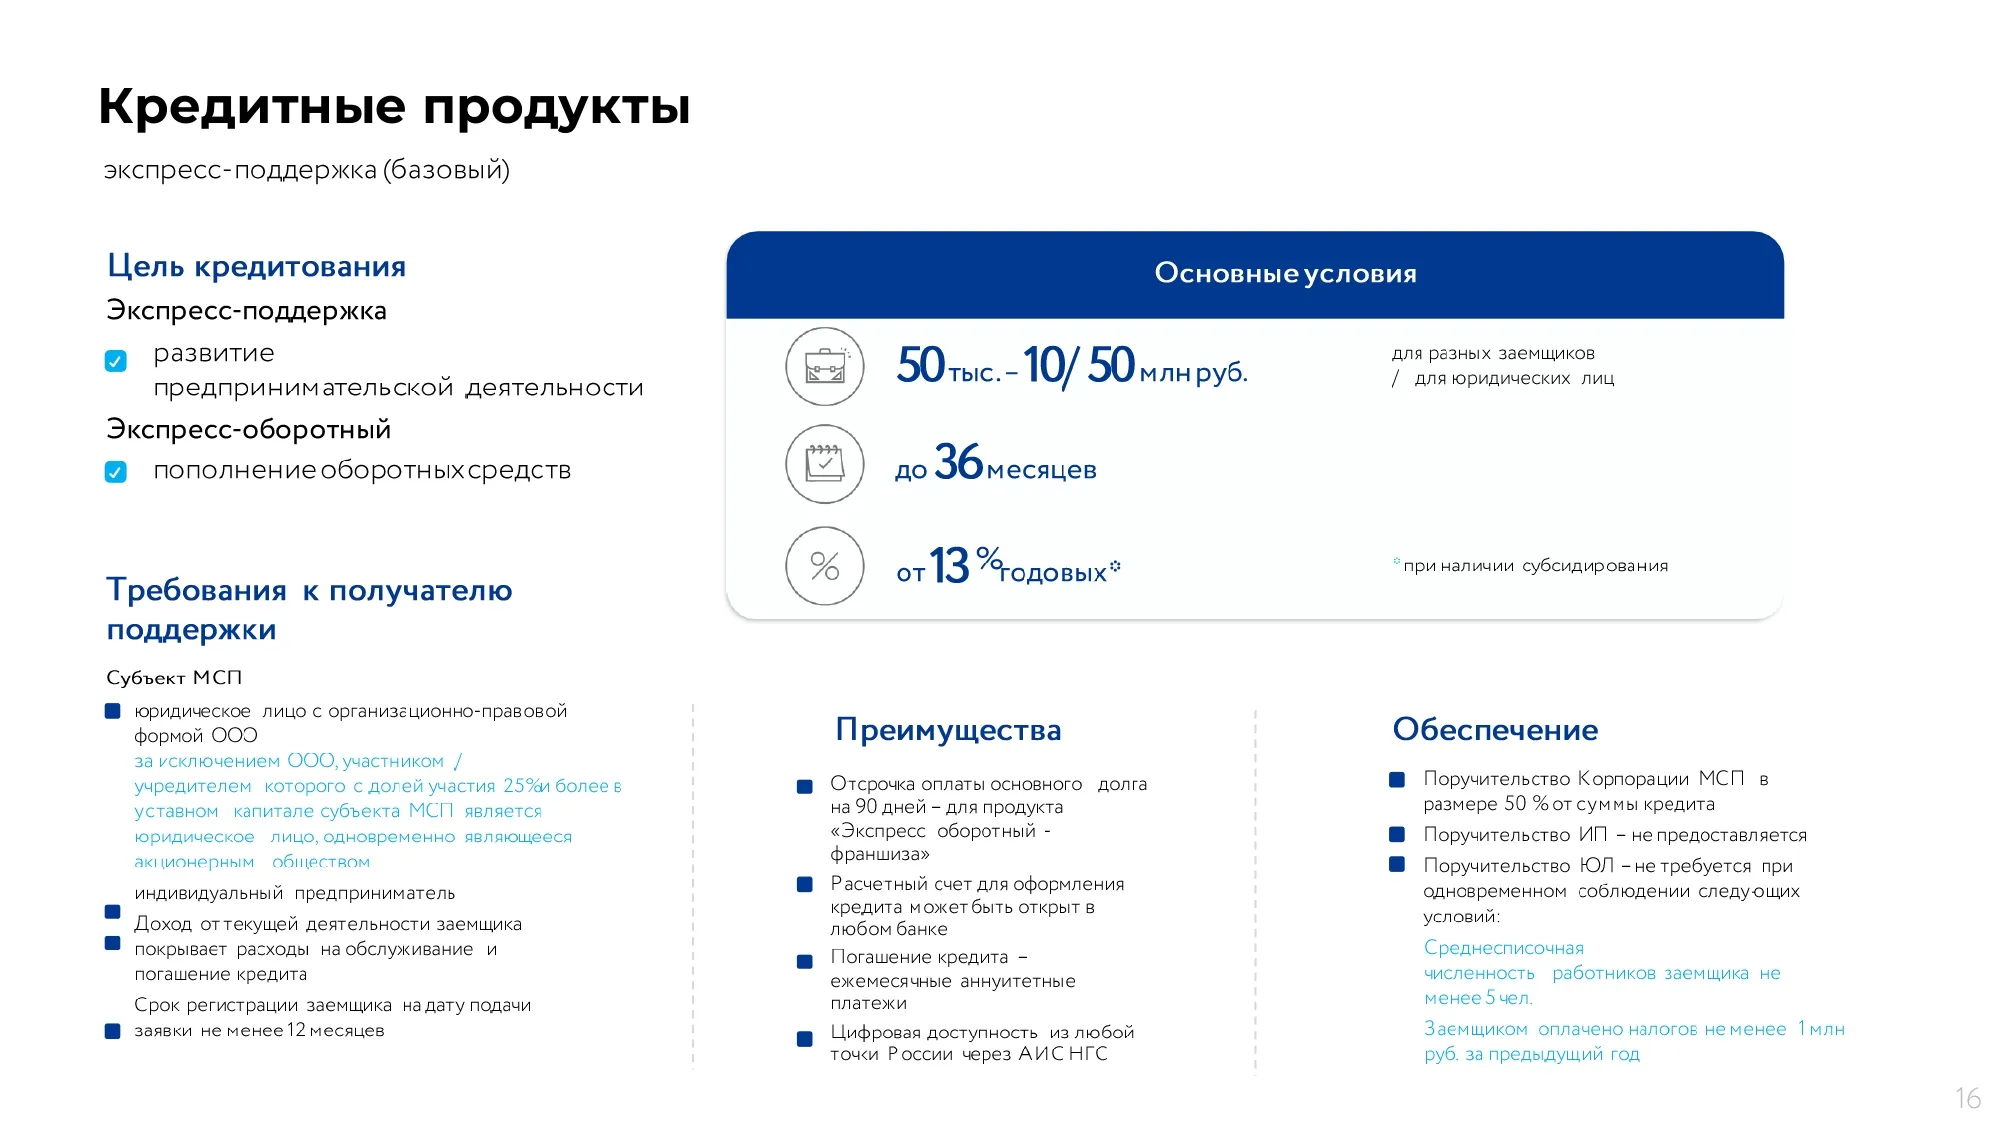 Кредитные продукты
экспресс-поддержка (базовый)
Цель кредитования
Экспресс-поддержка
развитие
предпринимательской деятельности
Экспресс-оборотный
пополнение оборотных средств
Основные условия
50 тыс. – 10/ 50 млн руб.
для разных заемщиков
/ для юридических лиц
до 36 месяцев
от 13 % годовых*
* при наличии субсидирования
Требования к получателю
поддержки
Субъект МСП
юридическое лицо с организационно-правовой
формой ООО
за исключением ООО, участником /
учредителем которого с долей участия 25% и более в
уставном капитале субъекта МСП является
юридическое лицо, одновременно являющееся
акционерным обществом
индивидуальный предприниматель
Доход от текущей деятельности заемщика
покрывает расходы на обслуживание и
погашение кредита
Срок регистрации заемщика на дату подачи
заявки не менее 12 месяцев
Преимущества
Отсрочка оплаты основного долга
на 90 дней – для продукта
«Экспресс оборотный -
франшиза»
Расчетный счет для оформления
кредита может быть открыт в
любом банке
Погашение кредита –
ежемесячные аннуитетные
платежи
Цифровая доступность из любой
точки России через АИС НГС
Обеспечение
Поручительство Корпорации МСП в
размере 50 % от суммы кредита
Поручительство ИП – не предоставляется
Поручительство ЮЛ – не требуется при
одновременном соблюдении следующих
условий:
Среднесписочная
численность работников заемщика не
менее 5 чел.
Заемщиком оплачено налогов не менее 1 млн
руб. за предыдущий год
16